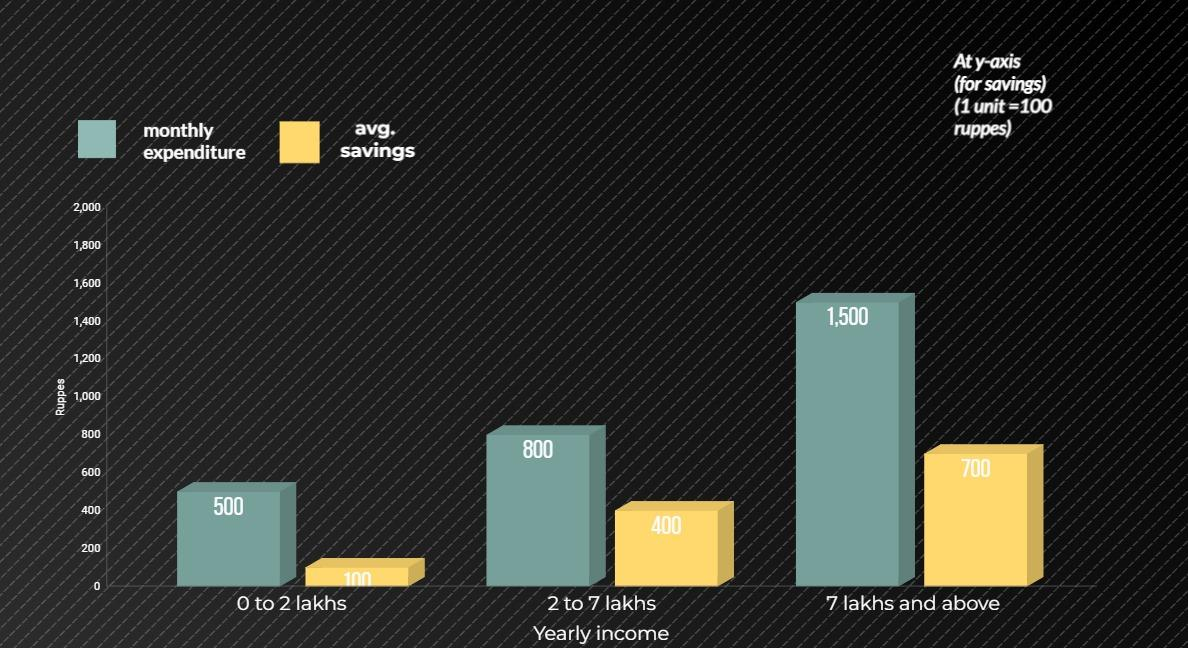 At y-axis
(for savings)
(1 unit =100
ruppes)
monthly
expenditure
avg.
savings
2,000
1,800
1,600
1,400
1,200
1,000
800
600
400
200
0
Ruppes
500
100
800
400
1,500
700
0 to 2 lakhs
2 to 7 lakhs
7 lakhs and above
Yearly income